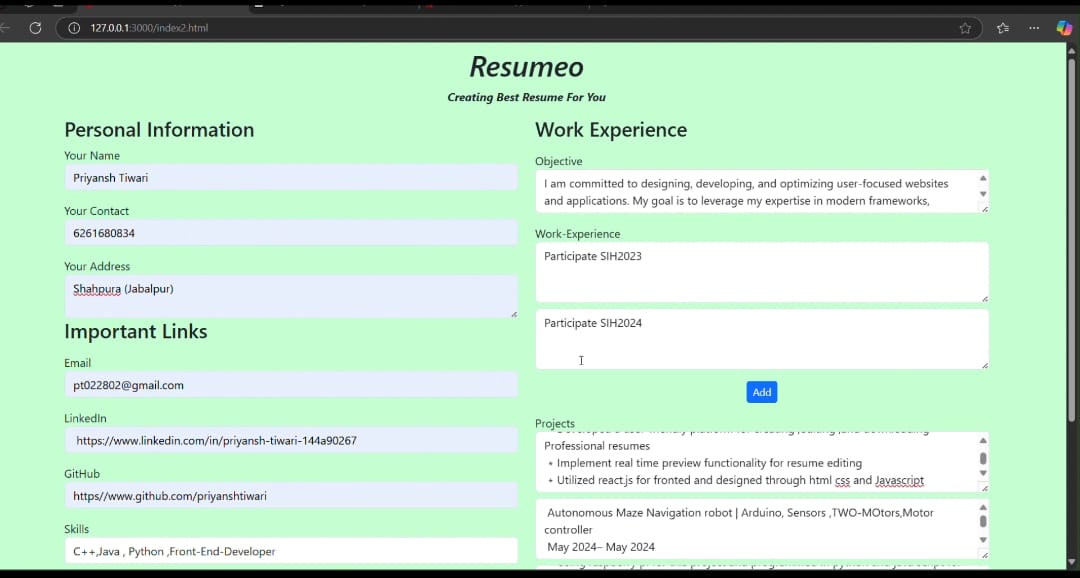 127.0.0.1:3000/index2.html
Resumeo
Creating Best Resume For You
Personal Information
Your Name
Priyansh Tiwari
Your Contact
6261680834
Your Address
Shahpura (Jabalpur)
Important Links
Email
pt022802@gmail.com
LinkedIn
https://www.linkedin.com/in/priyansh-tiwari-144a90267
GitHub
https//www.github.com/priyanshtiwari
Skills
C++,Java , Python ,Front-End-Developer
Work Experience
Objective
I am committed to designing, developing, and optimizing user-focused websites
and applications. My goal is to leverage my expertise in modern frameworks,
Work-Experience
Participate SIH2023
Participate SIH2024
Add
Projects
Professional resumes
• Implement real time preview functionality for resume editing
• Utilized react.js for fronted and designed through html css and Javascript
Autonomous Maze Navigation robot | Arduino, Sensors ,TWO-MOtors,Motor
controller
May 2024– May 2024